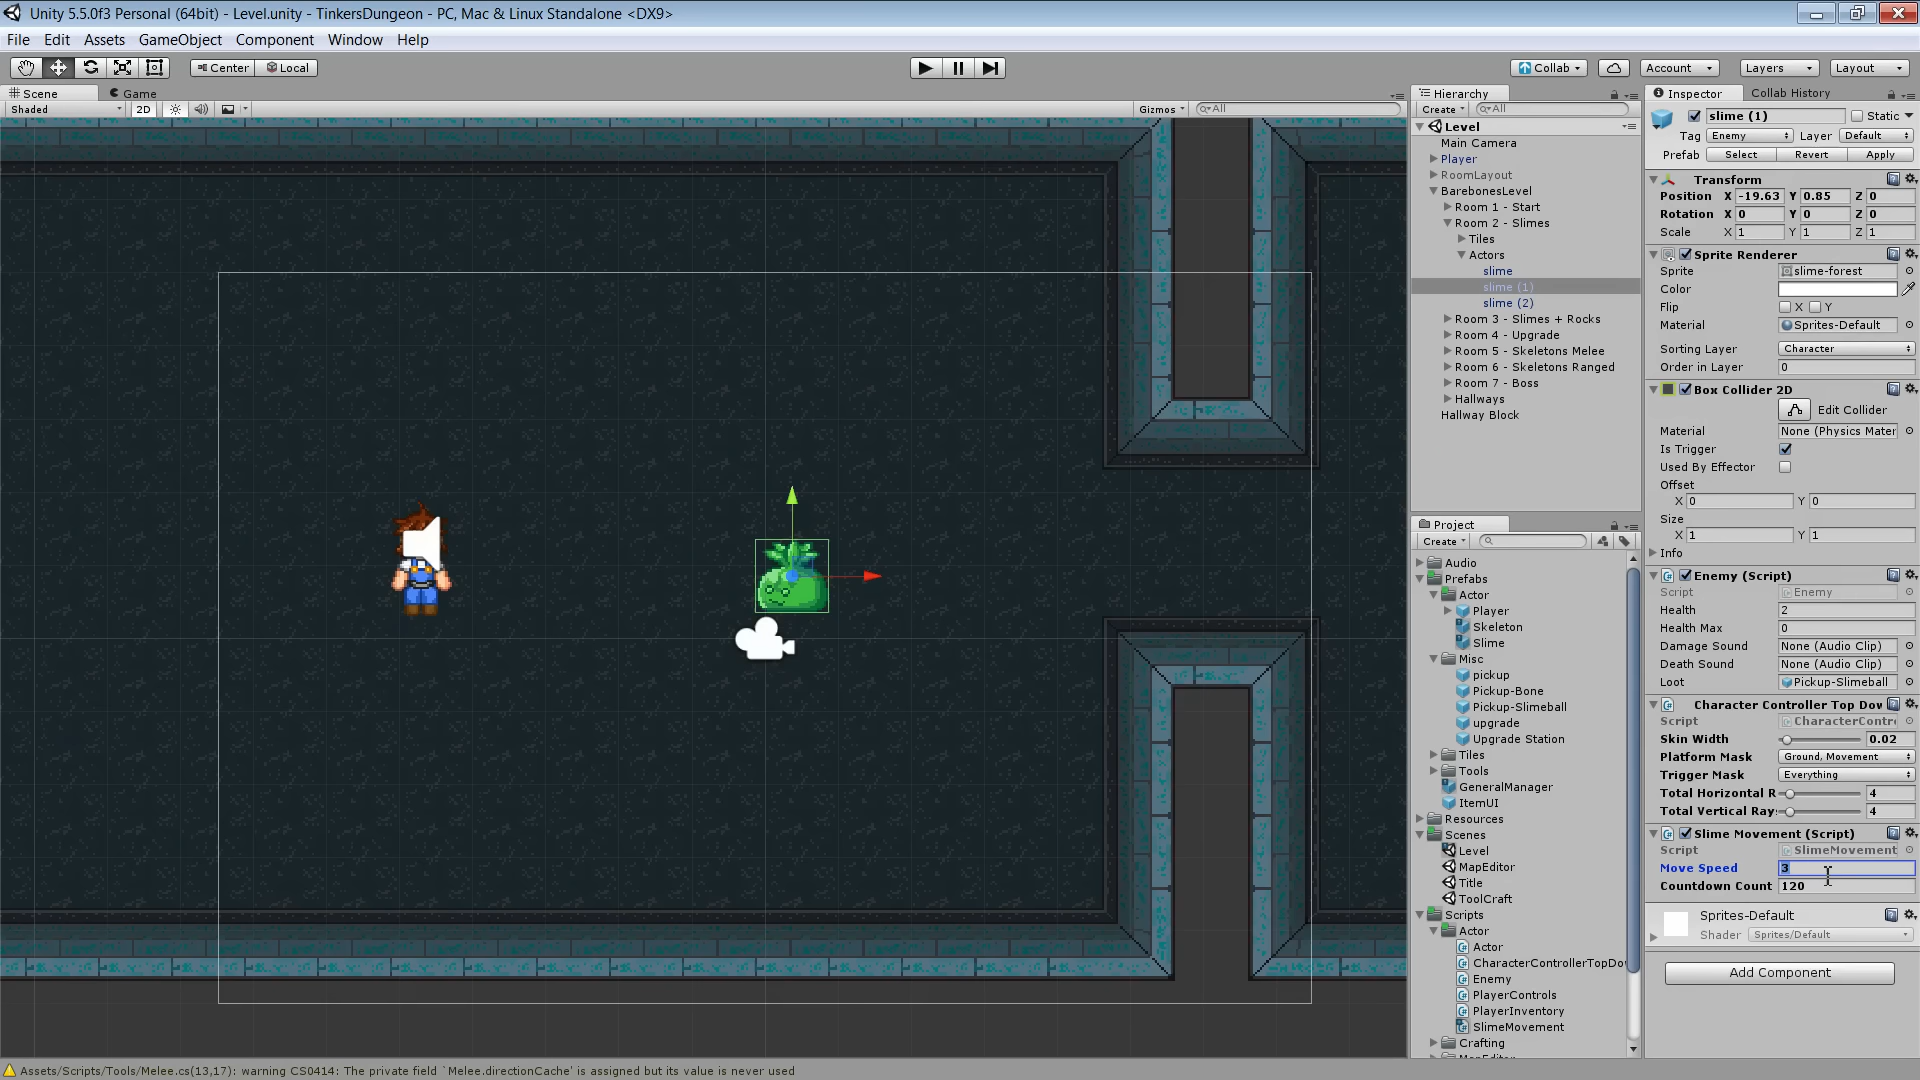 Unity 5.5.0f3 Personal (64bit) - Level.unity - TinkersDungeon - PC, Mac & Linux Standalone <DX9>
File Edit Assets GameObject Component Window Help
Center Local Collab Account Layers Layout
Scene Game
Shaded 2D Gizmos All
Hierarchy
Create All
Level
Main Camera
Player
RoomLayout
BarebonesLevel
Room 1 - Start
Room 2 - Slimes
Tiles
Actors
slime
slime (1)
slime (2)
Room 3 - Slimes + Rocks
Room 4 - Upgrade
Room 5 - Skeletons Melee
Room 6 - Skeletons Ranged
Room 7 - Boss
Hallways
Hallway Block
Project
Create
Audio
Prefabs
Actor
Player
Skeleton
Slime
Misc
pickup
Pickup-Bone
Pickup-Slimeball
upgrade
Upgrade Station
Tiles
Tools
GeneralManager
ItemUI
Resources
Scenes
Level
MapEditor
Title
ToolCraft
Scripts
Actor
Actor
CharacterControllerTopDo
Enemy
PlayerControls
PlayerInventory
SlimeMovement
Crafting
Inspector Collab History
slime (1) Static
Tag Enemy Layer Default
Prefab Select Revert Apply
Transform
Position X -19.63 Y 0.85 Z 0
Rotation X 0 Y 0 Z 0
Scale X 1 Y 1 Z 1
Sprite Renderer
Sprite slime-forest
Color
Flip X Y
Material Sprites-Default
Sorting Layer Character
Order in Layer 0
Box Collider 2D
Edit Collider
Material None (Physics Mater
Is Trigger
Used By Effector
Offset
X 0 Y 0
Size
X 1 Y 1
Info
Enemy (Script)
Script Enemy
Health 2
Health Max 0
Damage Sound None (Audio Clip)
Death Sound None (Audio Clip)
Loot Pickup-Slimeball
Character Controller Top Dow
Script CharacterContr
Skin Width 0.02
Platform Mask Ground, Movement
Trigger Mask Everything
Total Horizontal R 4
Total Vertical Ray 4
Slime Movement (Script)
Script SlimeMovement
Move Speed 3
Countdown Count 120
Sprites-Default
Shader Sprites/Default
Add Component
Assets/Scripts/Tools/Melee.cs(13,17): warning CS0414: The private field `Melee.directionCache' is assigned but its value is never used